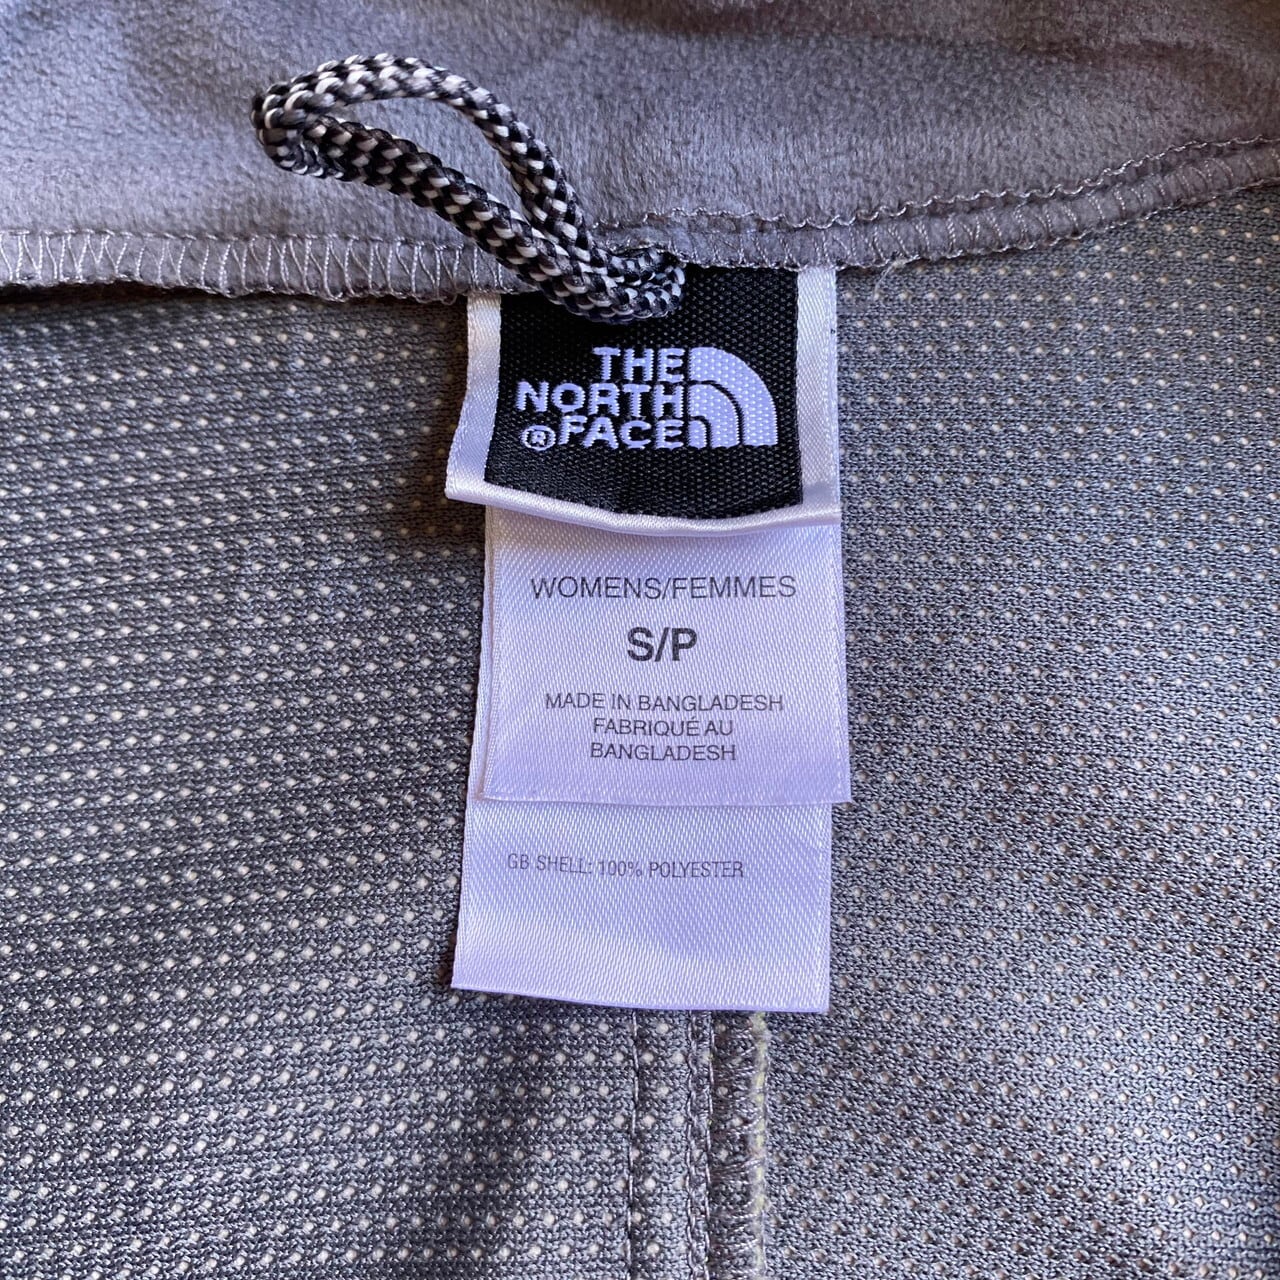 THE
NORTH
® FACE
WOMENS/FEMMES
S/P
MADE IN BANGLADESH
FABRIQUÉ AU
BANGLADESH
GB SHELL: 100% POLYESTER